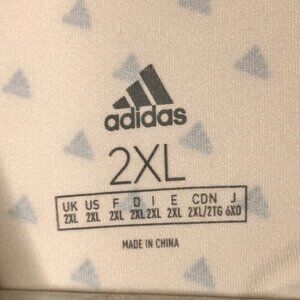 adidas
2XL
UK US F D I E CDN J
2XL 2XL 2XL 2XL 2XL 2XL 2XL/2TG 6XO
MADE IN CHINA